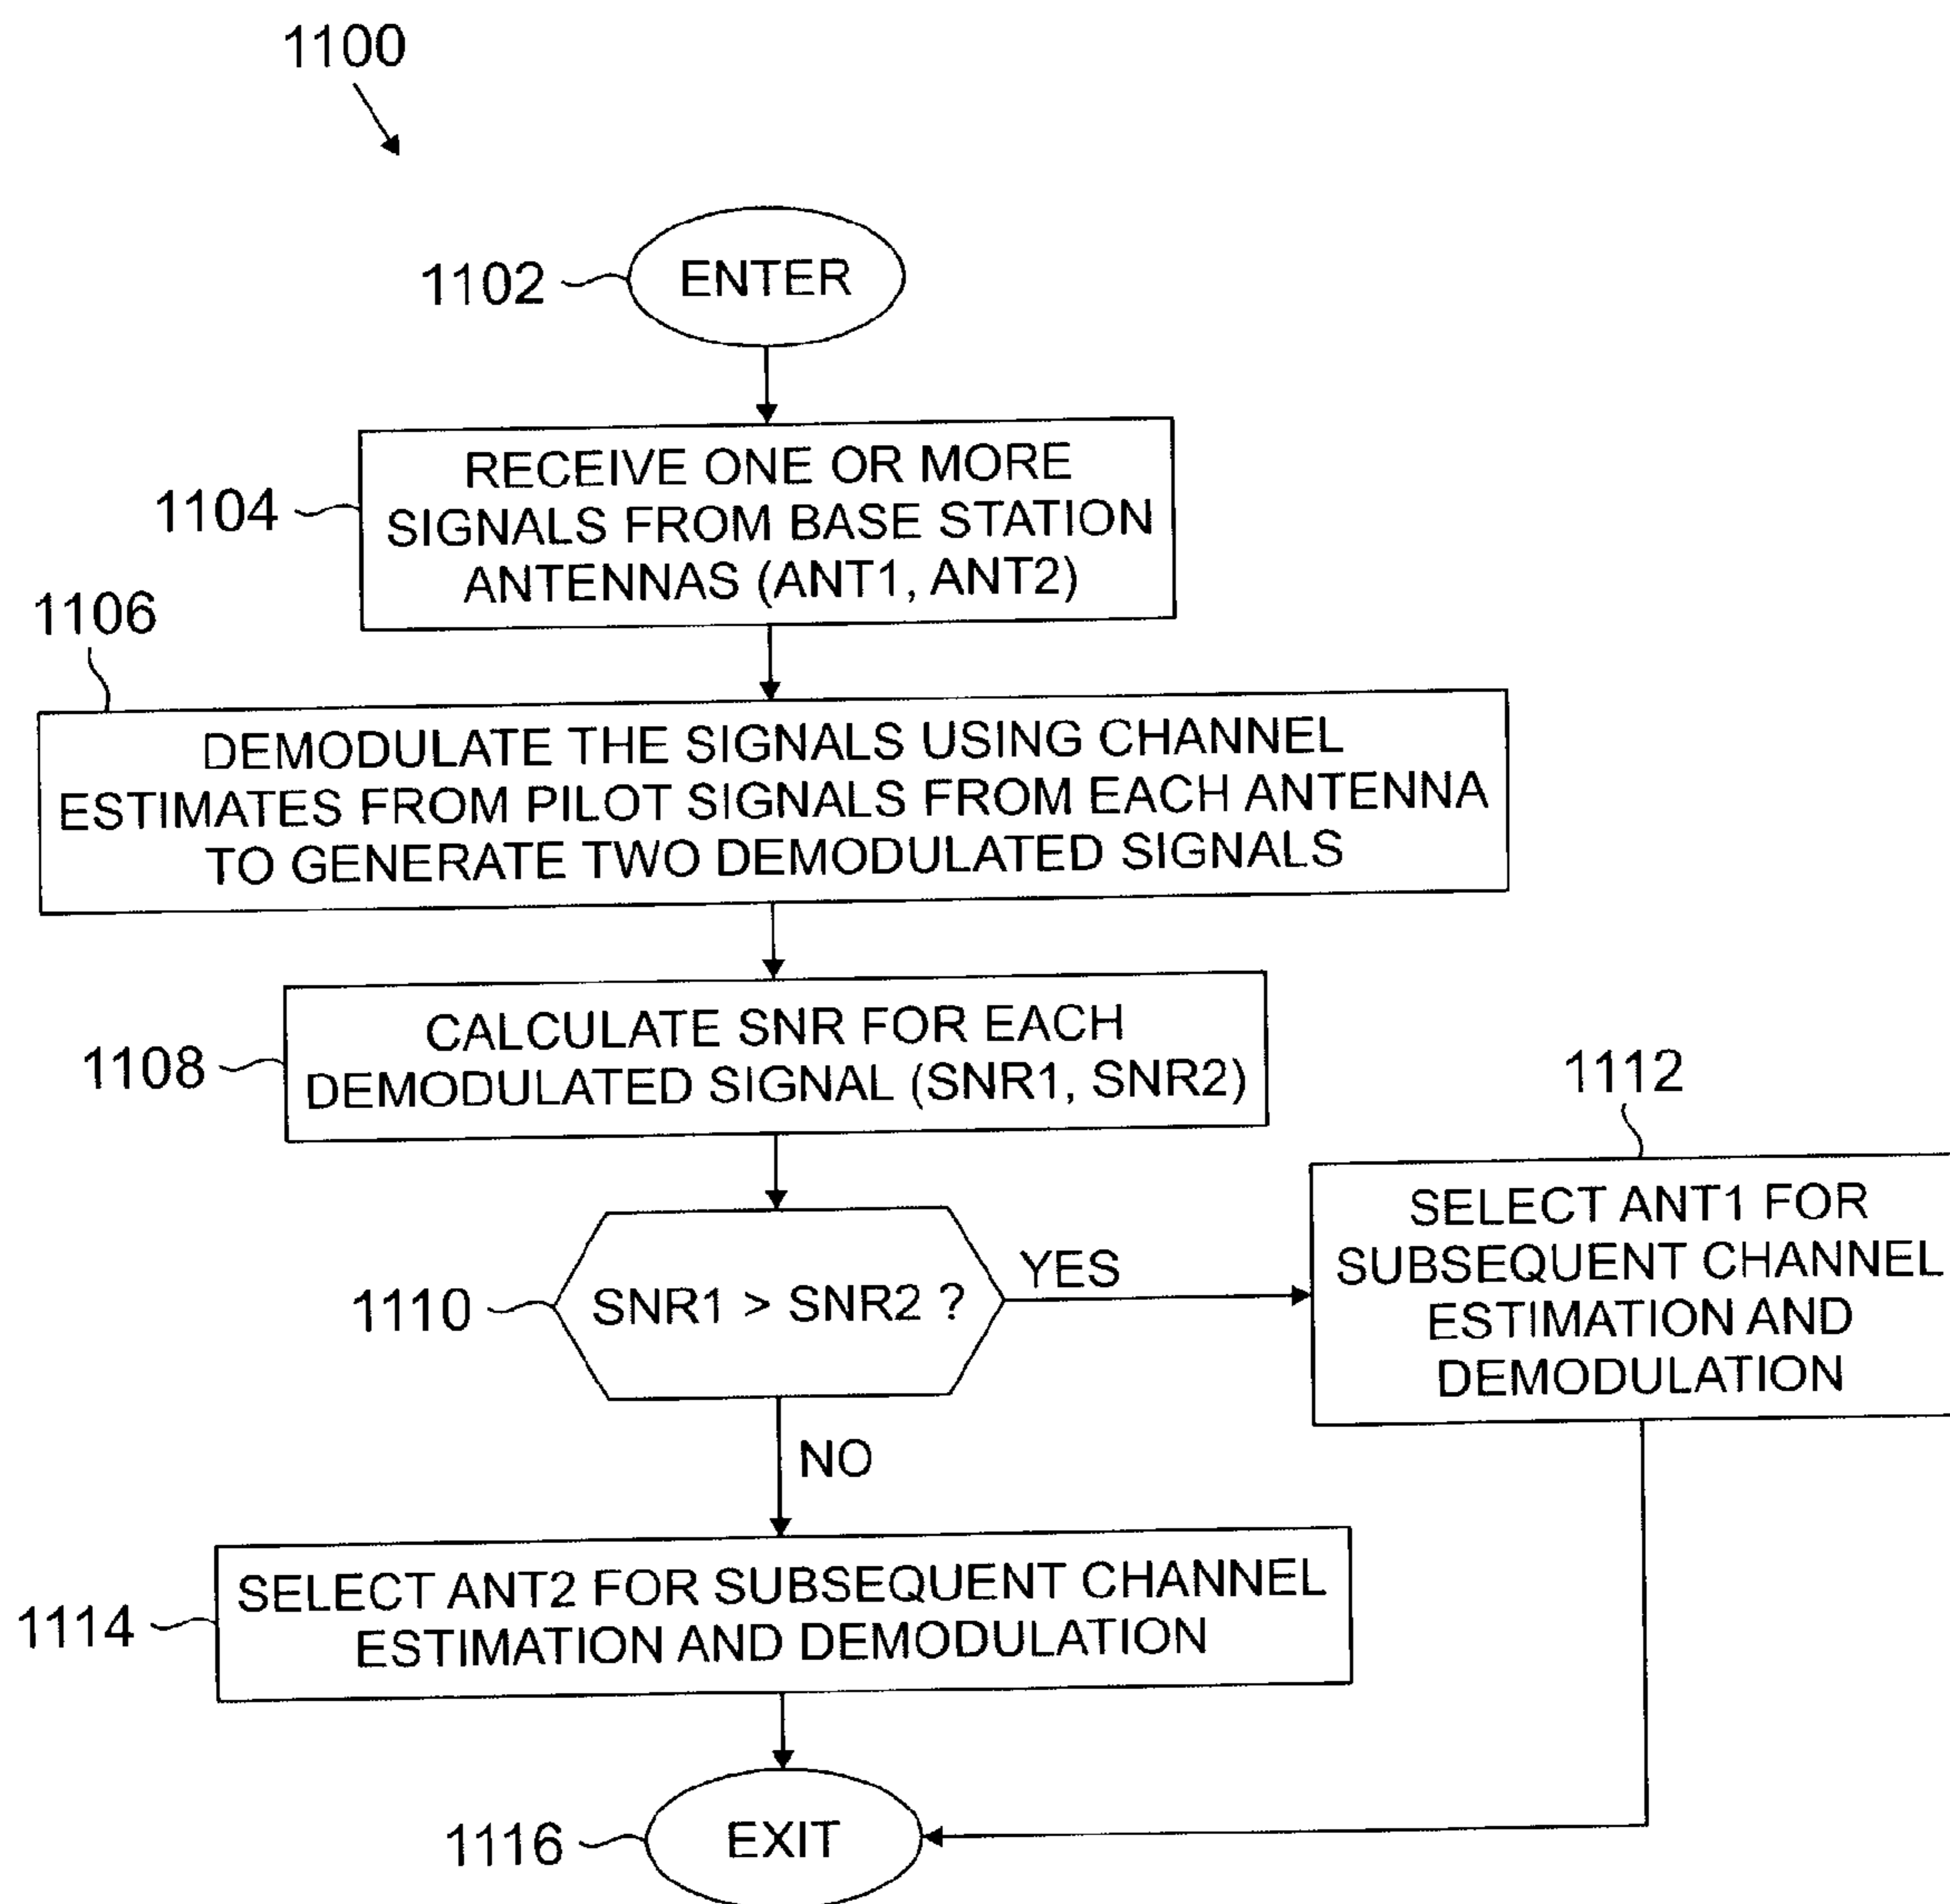 1100
1102
ENTER
1104
RECEIVE ONE OR MORE
SIGNALS FROM BASE STATION
ANTENNAS (ANT1, ANT2)
1106
DEMODULATE THE SIGNALS USING CHANNEL
ESTIMATES FROM PILOT SIGNALS FROM EACH ANTENNA
TO GENERATE TWO DEMODULATED SIGNALS
1108
CALCULATE SNR FOR EACH
DEMODULATED SIGNAL (SNR1, SNR2)
1110
SNR1 > SNR2 ?
YES
1112
SELECT ANT1 FOR
SUBSEQUENT CHANNEL
ESTIMATION AND
DEMODULATION
NO
1114
SELECT ANT2 FOR SUBSEQUENT CHANNEL
ESTIMATION AND DEMODULATION
1116
EXIT